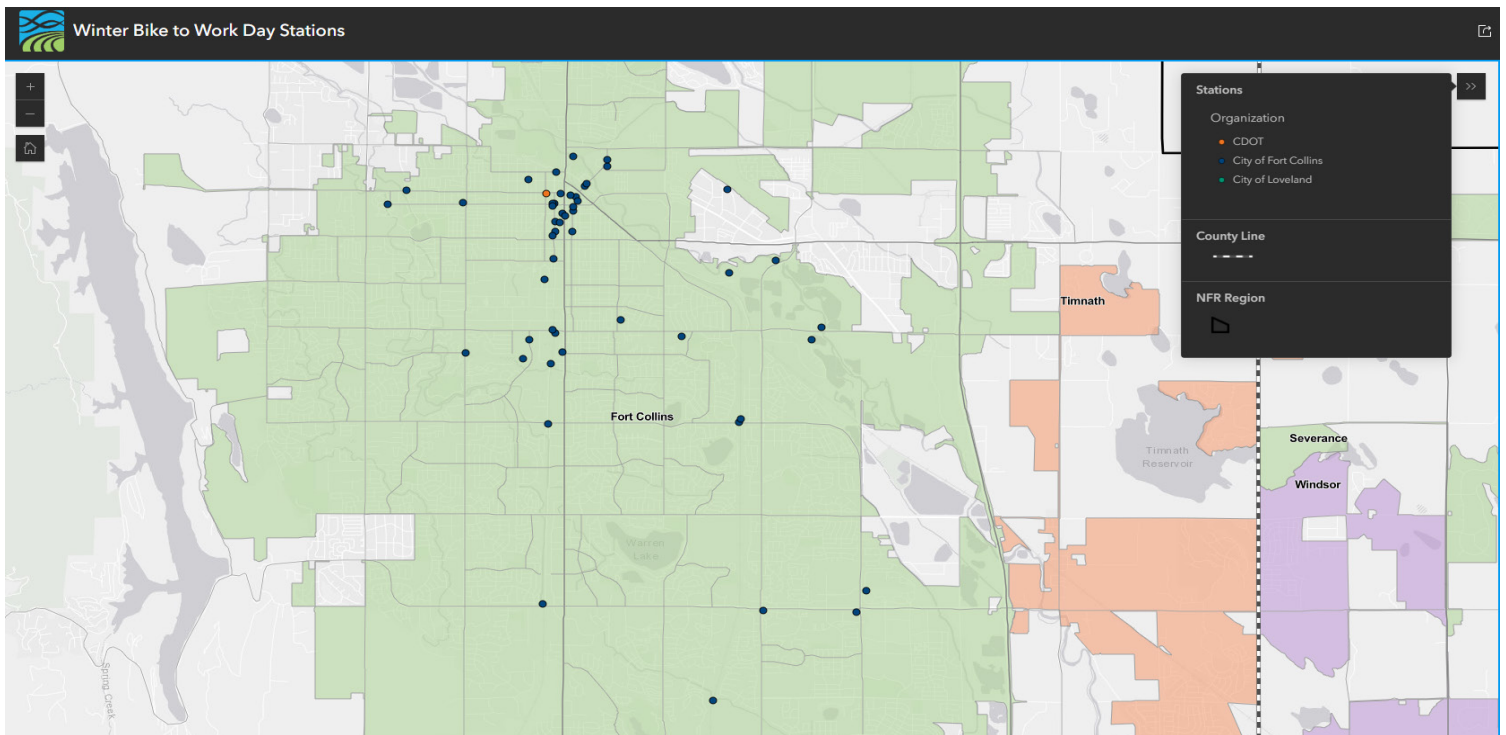 Winter Bike to Work Day Stations
Stations
Organization
CDOT
City of Fort Collins
City of Loveland
County Line
NFR Region
Timnath
Fort Collins
Severance
Timnath
Reservoir
Windsor
Warren
Lake
Spring Creek